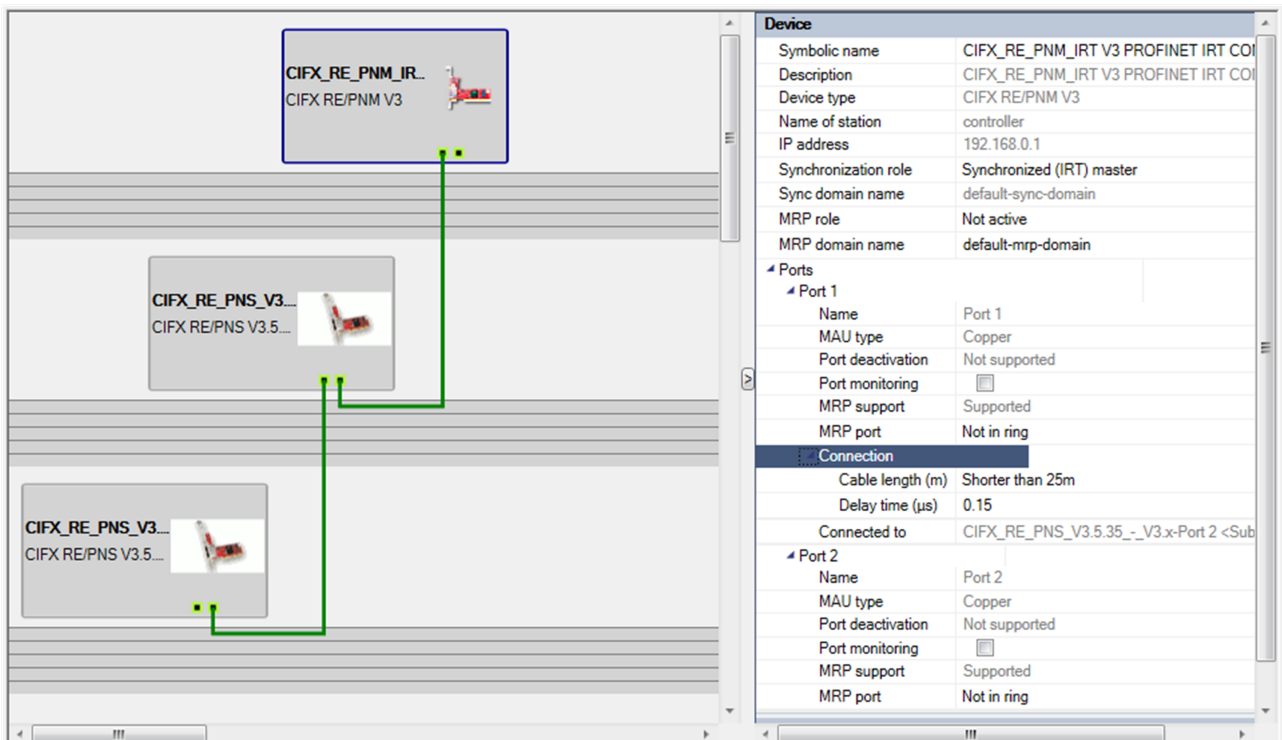 CIFX_RE_PNM_IR...
CIFX RE/PNM V3
CIFX_RE_PNS_V3....
CIFX RE/PNS V3.5....
CIFX_RE_PNS_V3....
CIFX RE/PNS V3.5....
>
Device
Symbolic name CIFX_RE_PNM_IRT V3 PROFINET IRT CO
Description CIFX_RE_PNM_IRT V3 PROFINET IRT CO
Device type CIFX RE/PNM V3
Name of station controller
IP address 192.168.0.1
Synchronization role Synchronized (IRT) master
Sync domain name default-sync-domain
MRP role Not active
MRP domain name default-mrp-domain
Ports
Port 1
Name Port 1
MAU type Copper
Port deactivation Not supported
Port monitoring
MRP support Supported
MRP port Not in ring
Connection
Cable length (m) Shorter than 25m
Delay time (µs) 0.15
Connected to CIFX_RE_PNS_V3.5.35_-_V3.x-Port 2 <Sub
Port 2
Name Port 2
MAU type Copper
Port deactivation Not supported
Port monitoring
MRP support Supported
MRP port Not in ring